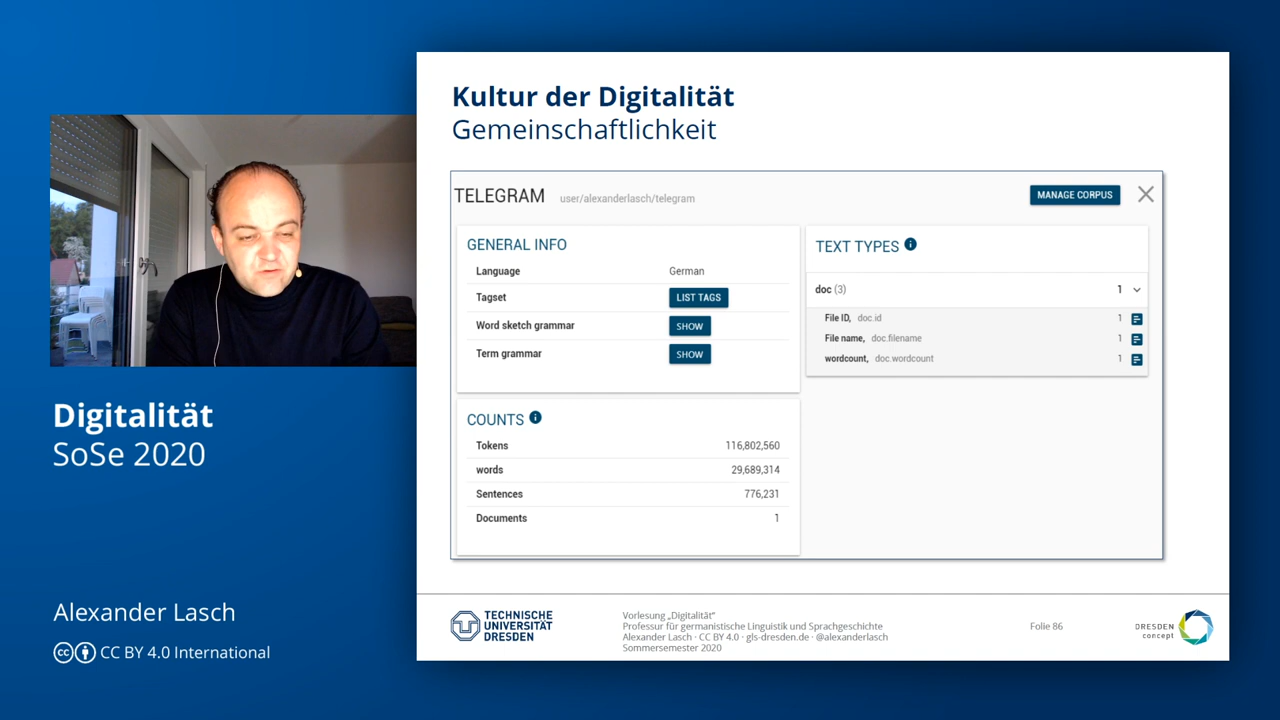 Kultur der Digitalität
Gemeinschaftlichkeit
TELEGRAM user/alexanderlasch/telegram MANAGE CORPUS
GENERAL INFO
Language German
Tagset LIST TAGS
Word sketch grammar SHOW
Term grammar SHOW
COUNTS
Tokens 116,802,560
words 29,689,314
Sentences 776,231
Documents 1
TEXT TYPES
doc (3) 1
File ID, doc.id 1
File name, doc.filename 1
wordcount, doc.wordcount 1
Digitalität
SoSe 2020
Alexander Lasch
CC BY 4.0 International
TECHNISCHE
UNIVERSITÄT
DRESDEN
Vorlesung „Digitalität“
Professur für germanistische Linguistik und Sprachgeschichte
Alexander Lasch · CC BY 4.0 · gls-dresden.de · @alexanderlasch
Sommersemester 2020
Folie 86
DRESDEN
concept